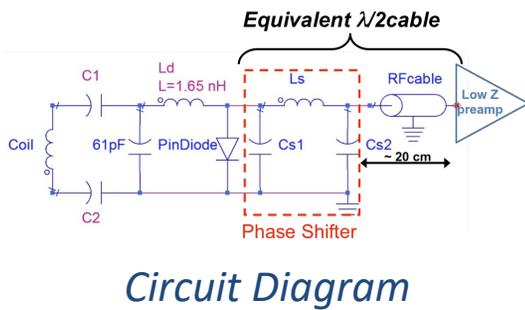 Equivalent λ/2cable
C1
Ld
L=1.65 nH
Ls
RFcable
Low Z
preamp
Coil
61pF
PinDiode
Cs1
Cs2
~ 20 cm
C2
Phase Shifter
Circuit Diagram